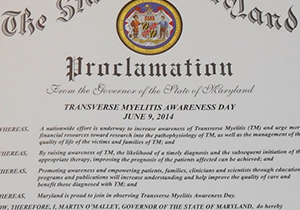 The State of Maryland
Proclamation
From the Governor of the State of Maryland
TRANSVERSE MYELITIS AWARENESS DAY
JUNE 9, 2014
WHEREAS, A nationwide effort is underway to increase awareness of Transverse Myelitis (TM) and urge more
financial resources toward research into the pathophysiology of TM, as well as the management of the
quality of life of the victims and families of TM; and
WHEREAS, By raising awareness of TM, the likelihood of a timely diagnosis and the subsequent initiation of the
appropriate therapy, improving the prognosis of the patients affected can be achieved; and
WHEREAS, Promoting awareness and empowering patients, families, clinicians and scientists through education
programs and publications will increase understanding and help improve the quality of care and
benefit those diagnosed with TM; and
WHEREAS, Maryland is proud to join in observing Transverse Myelitis Awareness Day.
NOW, THEREFORE, I, MARTIN O'MALLEY, GOVERNOR OF THE STATE OF MARYLAND, do hereby